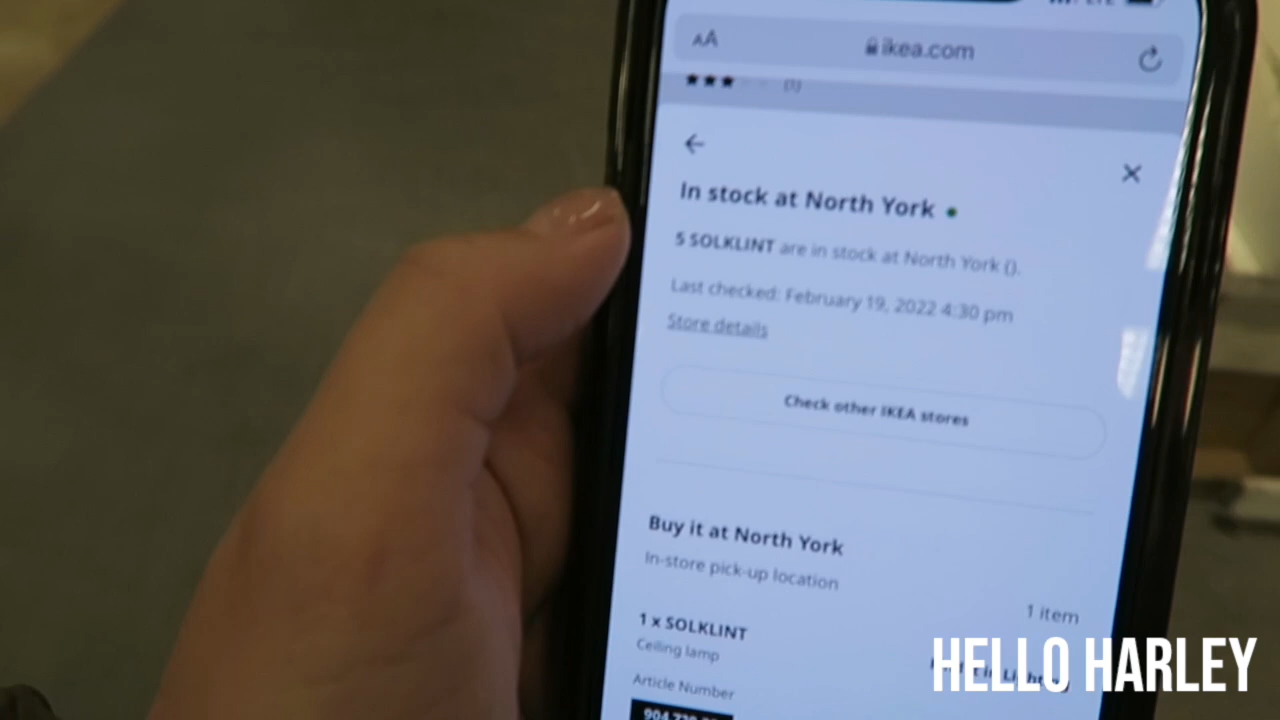 LTE
AA
ikea.com
(1)
In stock at North York
5 SOLKLINT are in stock at North York ().
Last checked: February 19, 2022 4:30 pm
Store details
Check other IKEA stores
Buy it at North York
In-store pick-up location
1 item
1 x SOLKLINT
Ceiling lamp
Article Number
HELLO HARLEY